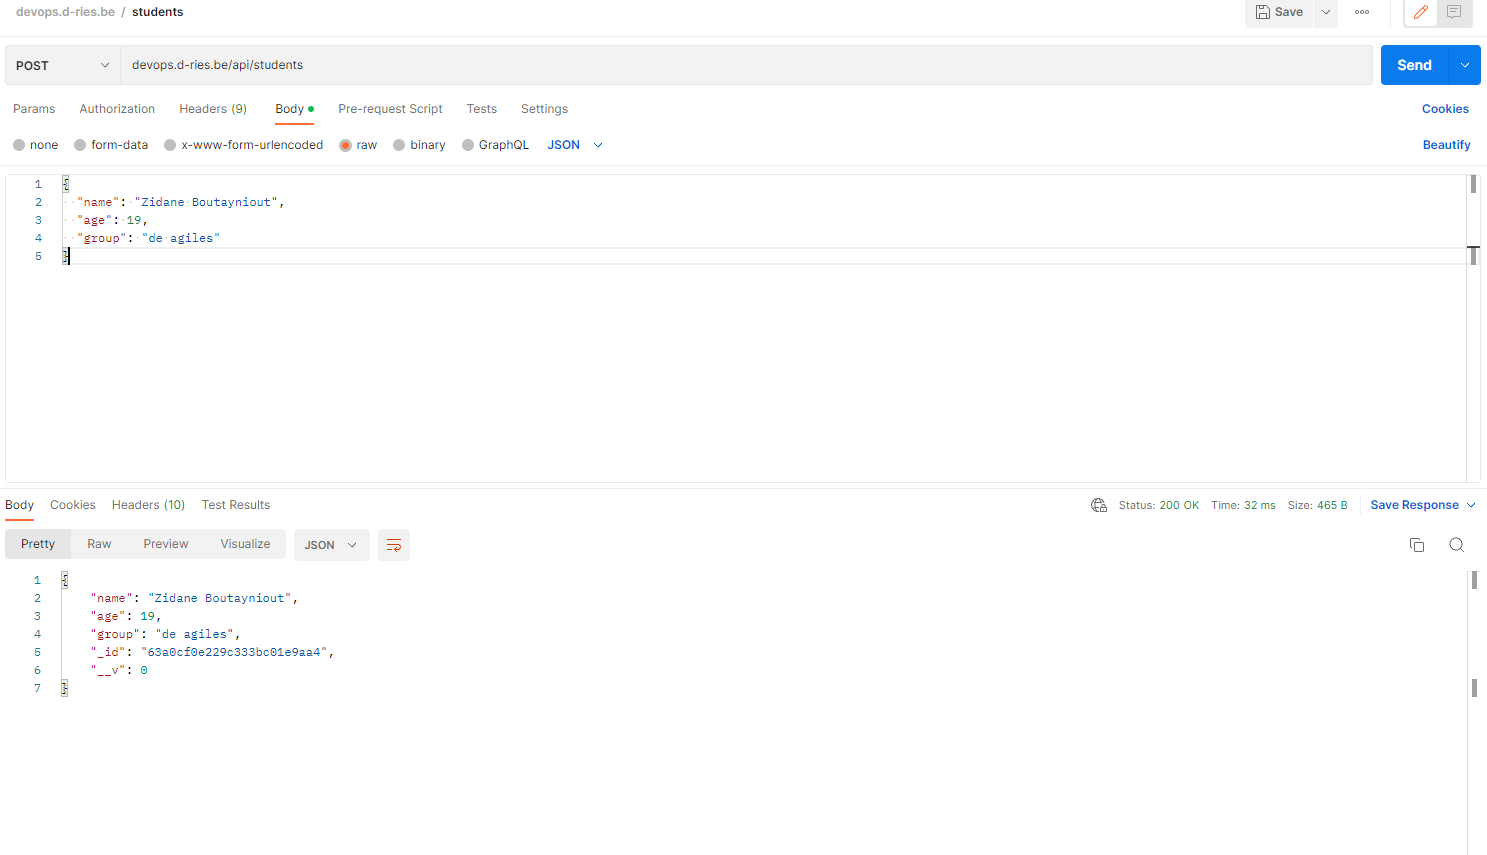 devops.d-ries.be / students
Save
POST
devops.d-ries.be/api/students
Send
Params Authorization Headers (9) Body Pre-request Script Tests Settings Cookies
none form-data x-www-form-urlencoded raw binary GraphQL JSON Beautify
1 {
2 "name": "Zidane Boutayniout",
3 "age": 19,
4 "group": "de agiles"
5 }
Body Cookies Headers (10) Test Results Status: 200 OK Time: 32 ms Size: 465 B Save Response
Pretty Raw Preview Visualize JSON
1 {
2 "name": "Zidane Boutayniout",
3 "age": 19,
4 "group": "de agiles",
5 "_id": "63a0cf0e229c333bc01e9aa4",
6 "__v": 0
7 }